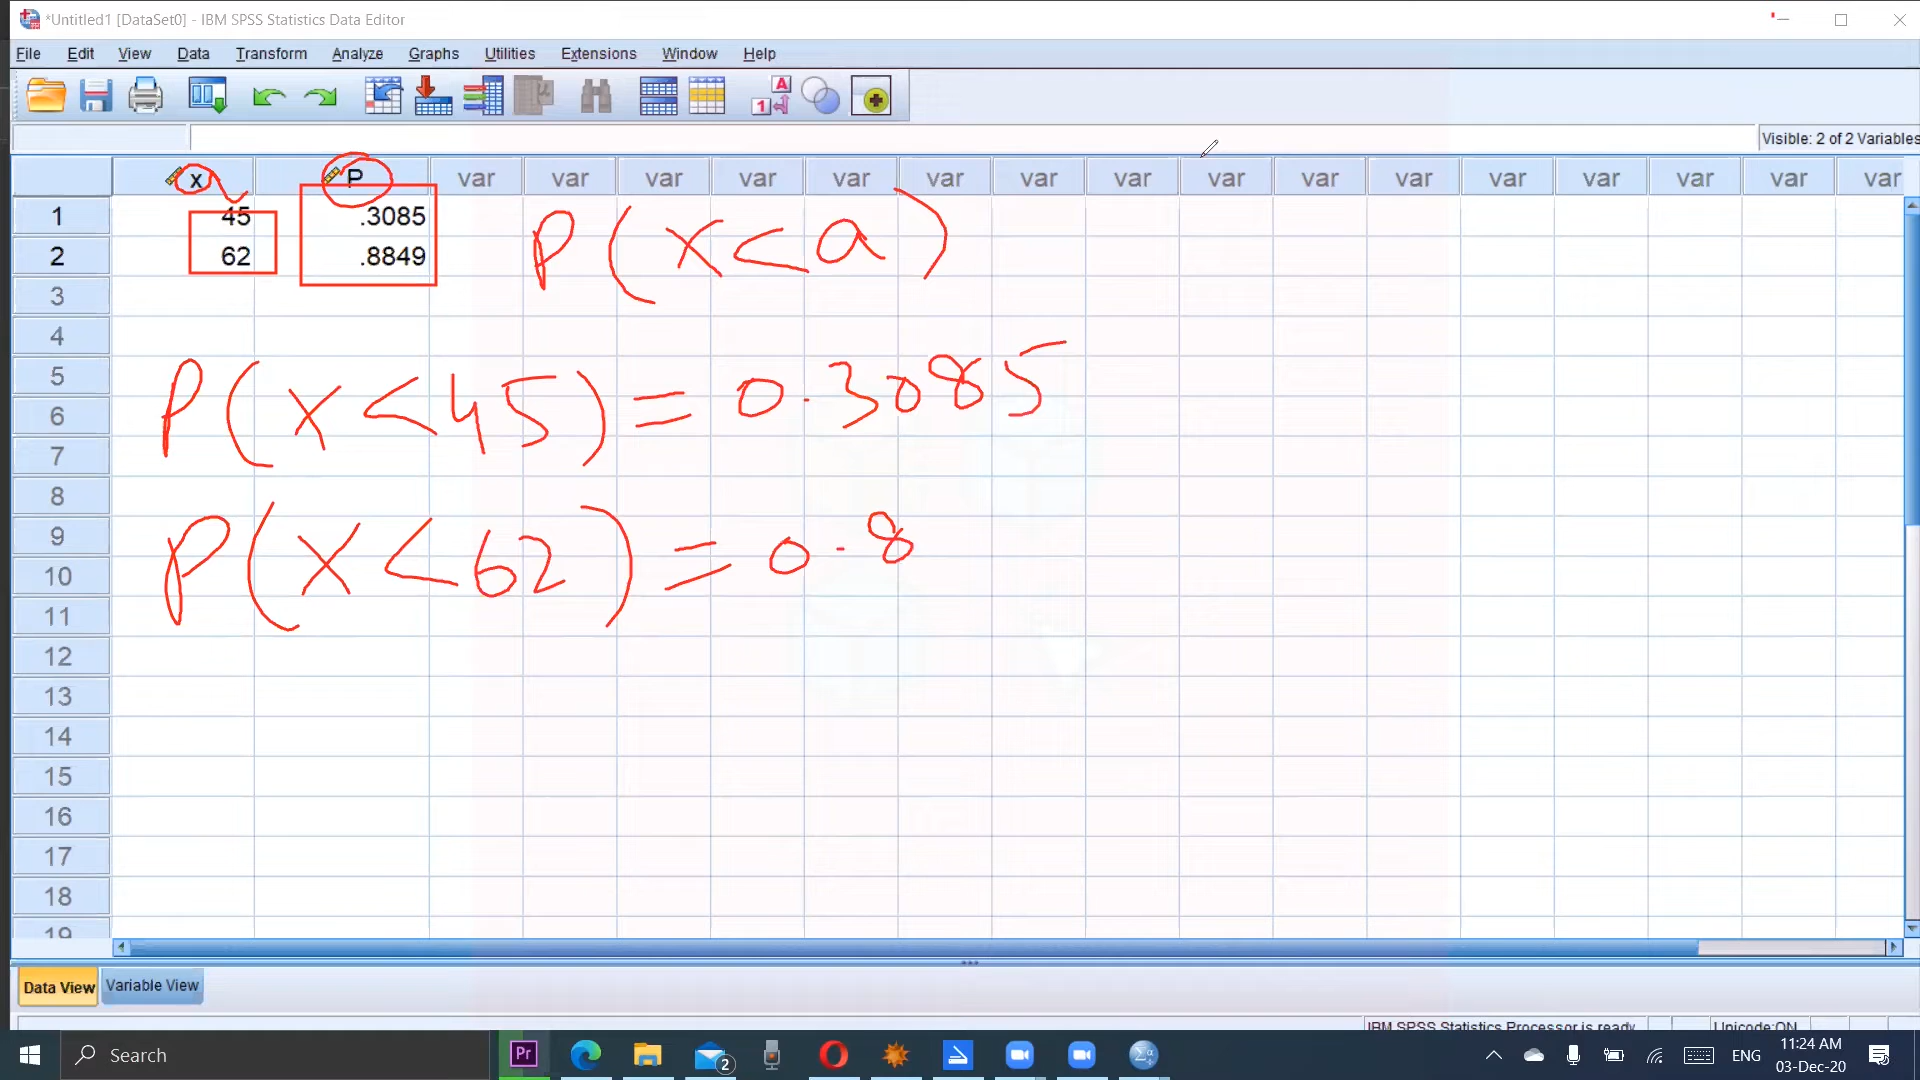 *Untitled1 [DataSet0] - IBM SPSS Statistics Data Editor
File Edit View Data Transform Analyze Graphs Utilities Extensions Window Help
Visible: 2 of 2 Variables
x P var var var var var var var var var var var var var var var var
1 45 .3085
2 62 .8849
P(x<a)
3
4
5
P(x<45)=0.3085
6
7
8
9
P(x<62)=0.8
10
11
12
13
14
15
16
17
18
19
Data View Variable View
IBM SPSS Statistics Processor is ready Unicode:ON
Search
Pr
2
ENG
11:24 AM
03-Dec-20